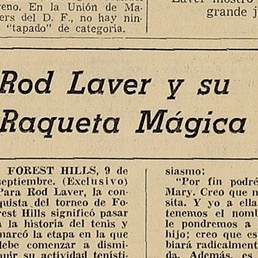 reno. En la Unión de Ma-
ers del D. F., no hay nin-
"tapado" de categoría.
Laver mostró
grande j
Rod Laver y su
Raqueta Mágica
FOREST HILLS, 9 de
septiembre. (Exclusivo)
Para Rod Laver, la con-
quista del torneo de Fo-
rest Hills significó pasar
a la historia del tenis y
marcó la etapa en la que
debe comenzar a dismi-
nuir su actividad tenísti-
siasmo:
"Por fin podré
Mary. Creo que n
sita. Y yo a ella
tenemos el nomb
le pondremos a
hijo; creo que es
biará radicalment
da. Además, es